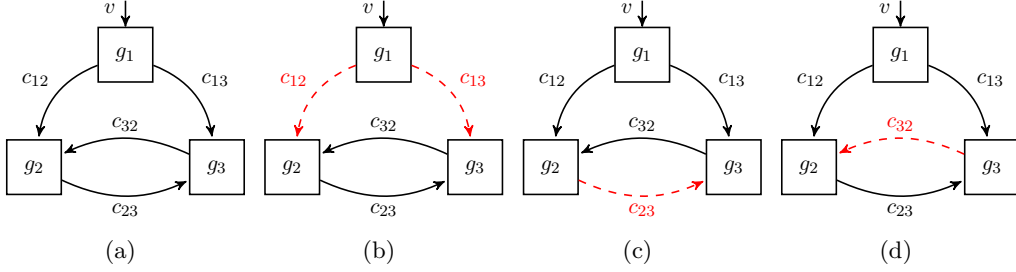 v v v v
g₁ g₁ g₁ g₁
c₁₂ c₁₃ c₁₂ c₁₃ c₁₂ c₁₃ c₁₂ c₁₃
c₃₂ c₃₂ c₃₂ c₃₂
g₂ g₃ g₂ g₃ g₂ g₃ g₂ g₃
c₂₃ c₂₃ c₂₃ c₂₃
(a) (b) (c) (d)